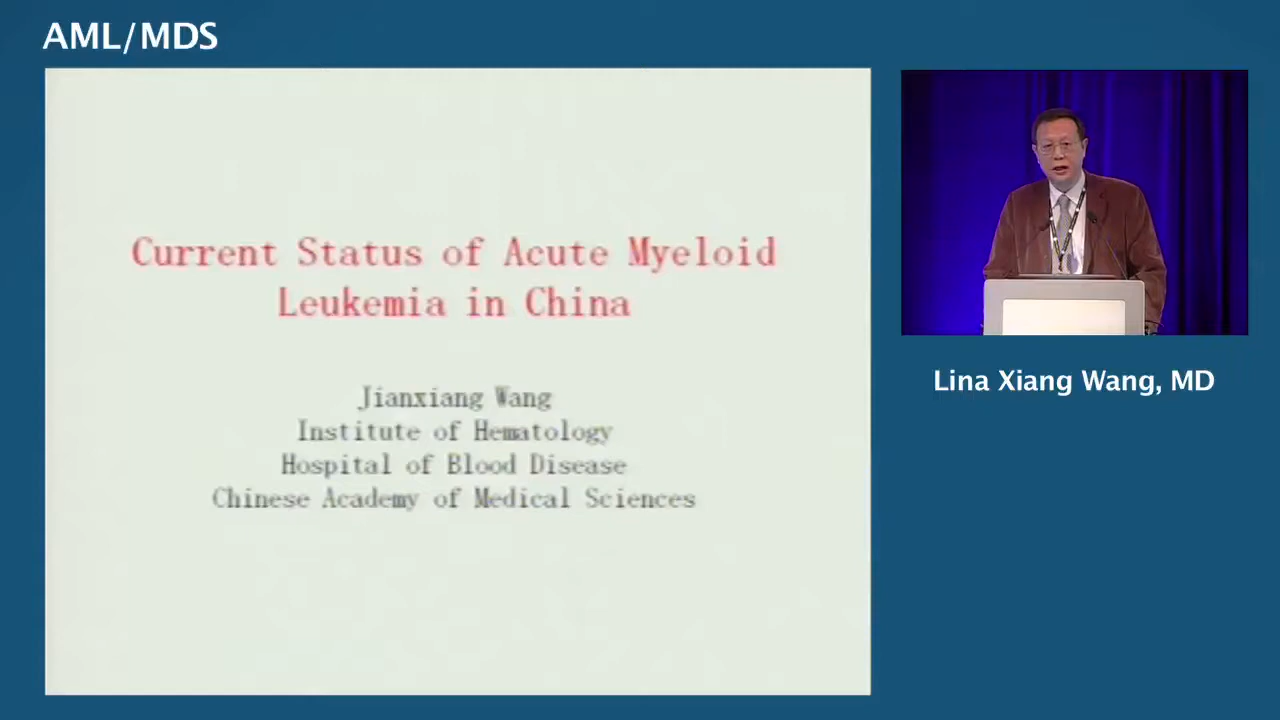 AML/MDS
Current Status of Acute Myeloid
Leukemia in China
Jianxiang Wang
Institute of Hematology
Hospital of Blood Disease
Chinese Academy of Medical Sciences
Lina Xiang Wang, MD